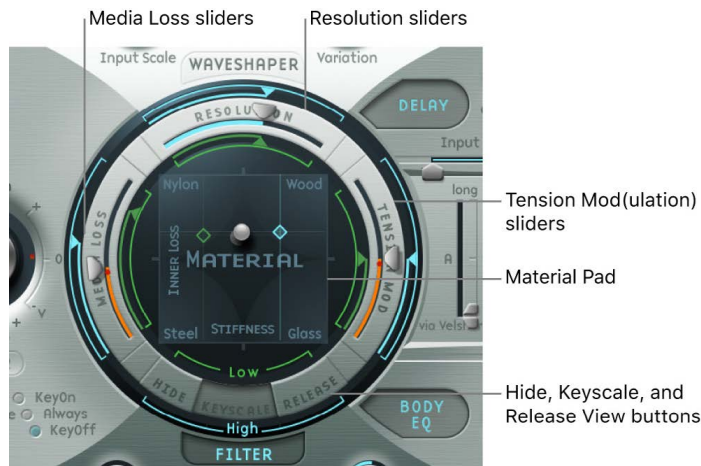 Media Loss sliders
Resolution sliders
Input Scale
WAVESHAPER
Variation
RESOLUTION
DELAY
Input
long
Nylon
Wood
MEDIA LOSS
TENSION MOD
Tension Mod(ulation)
sliders
0
INNER LOSS
MATERIAL
A
Material Pad
Steel
STIFFNESS
Glass
via
Low
HIDE
KEYSCALE
RELEASE
Hide, Keyscale, and
Release View buttons
KeyOn
Always
KeyOff
High
BODY
EQ
FILTER